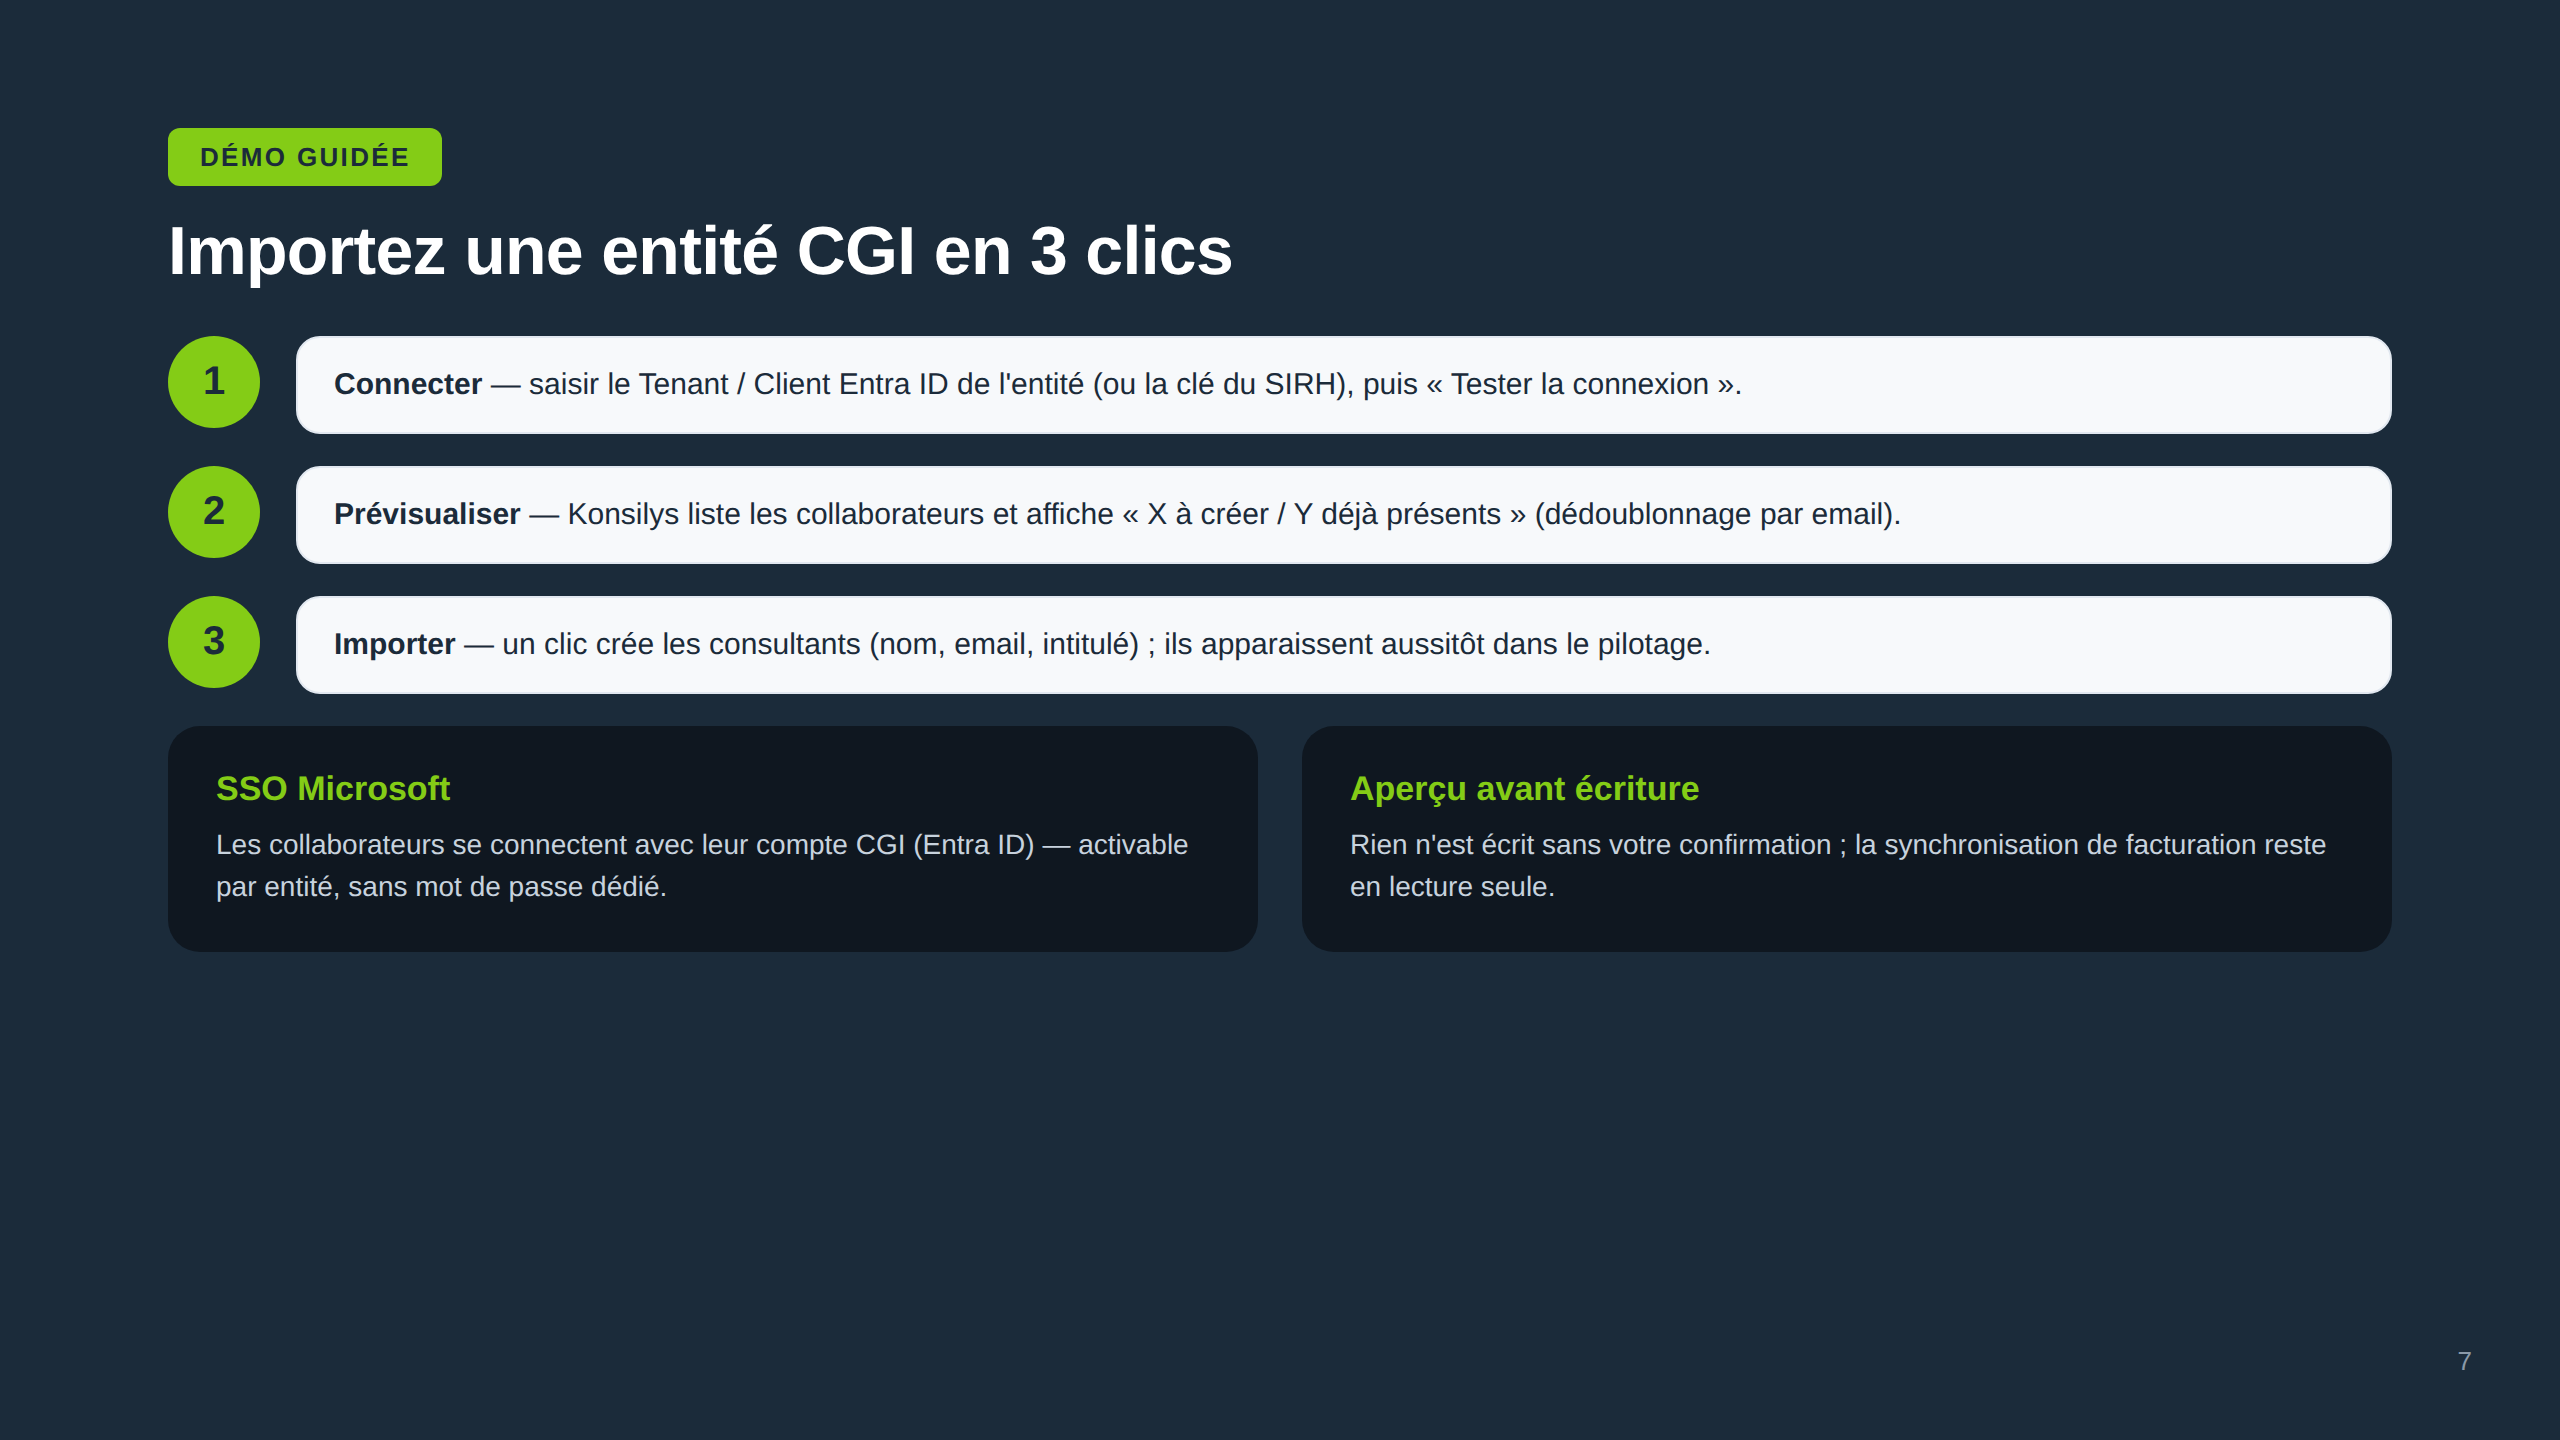 DÉMO GUIDÉE
Importez une entité CGI en 3 clics
1
Connecter — saisir le Tenant / Client Entra ID de l'entité (ou la clé du SIRH), puis « Tester la connexion ».
2
Prévisualiser — Konsilys liste les collaborateurs et affiche « X à créer / Y déjà présents » (dédoublonnage par email).
3
Importer — un clic crée les consultants (nom, email, intitulé) ; ils apparaissent aussitôt dans le pilotage.
SSO Microsoft
Les collaborateurs se connectent avec leur compte CGI (Entra ID) — activable
par entité, sans mot de passe dédié.
Aperçu avant écriture
Rien n'est écrit sans votre confirmation ; la synchronisation de facturation reste
en lecture seule.
7